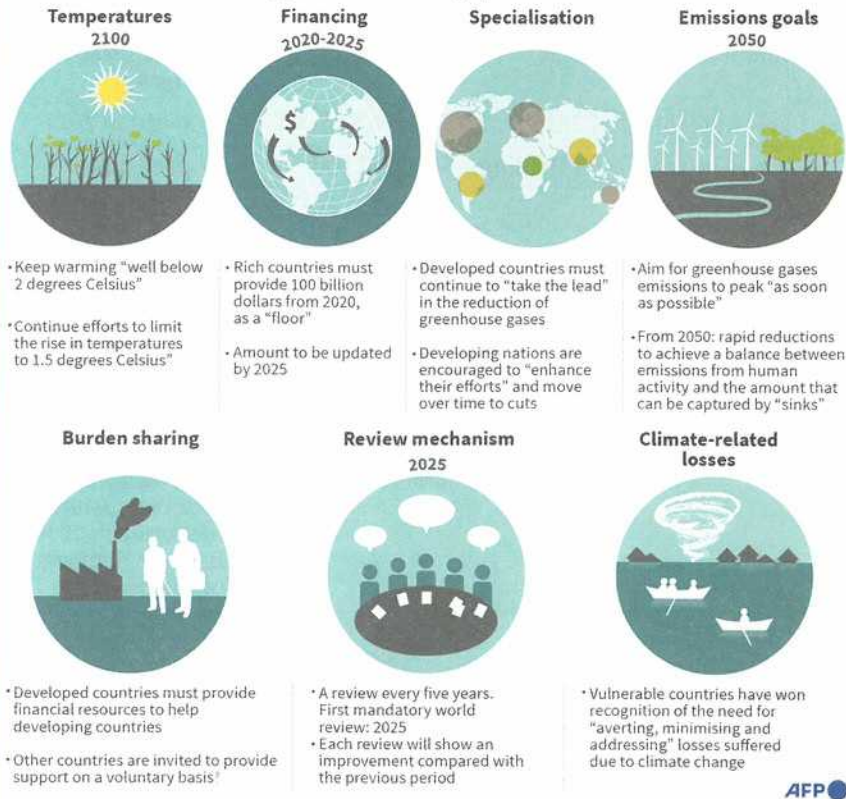 Temperatures
2100
Financing
2020-2025
Specialisation
Emissions goals
2050
$
• Keep warming “well below
2 degrees Celsius”
• Continue efforts to limit
the rise in temperatures
to 1.5 degrees Celsius”
• Rich countries must
provide 100 billion
dollars from 2020,
as a “floor”
• Amount to be updated
by 2025
• Developed countries must
continue to “take the lead”
in the reduction of
greenhouse gases
• Developing nations are
encouraged to “enhance
their efforts” and move
over time to cuts
• Aim for greenhouse gases
emissions to peak “as soon
as possible”
• From 2050: rapid reductions
to achieve a balance between
emissions from human
activity and the amount that
can be captured by “sinks”
Burden sharing
Review mechanism
2025
Climate-related
losses
• Developed countries must provide
financial resources to help
developing countries
• Other countries are invited to provide
support on a voluntary basis
• A review every five years.
First mandatory world
review: 2025
• Each review will show an
improvement compared with
the previous period
• Vulnerable countries have won
recognition of the need for
“averting, minimising and
addressing” losses suffered
due to climate change
AFP